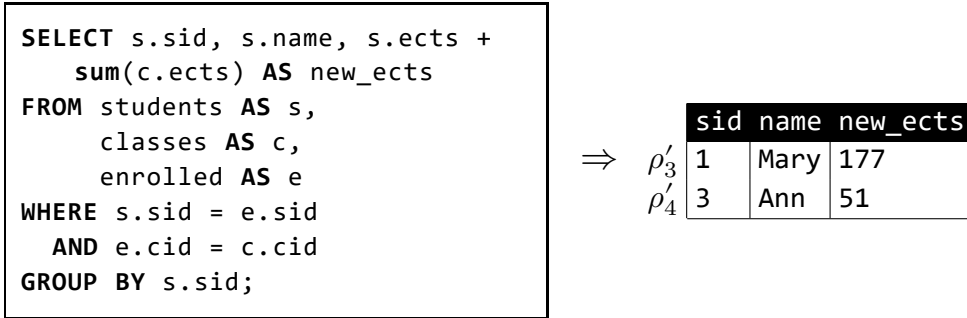 SELECT s.sid, s.name, s.ects +
sum(c.ects) AS new_ects
FROM students AS s,
classes AS c,
enrolled AS e
WHERE s.sid = e.sid
AND e.cid = c.cid
GROUP BY s.sid;
⇒
sid name new_ects
ρ′3 1 Mary 177
ρ′4 3 Ann 51